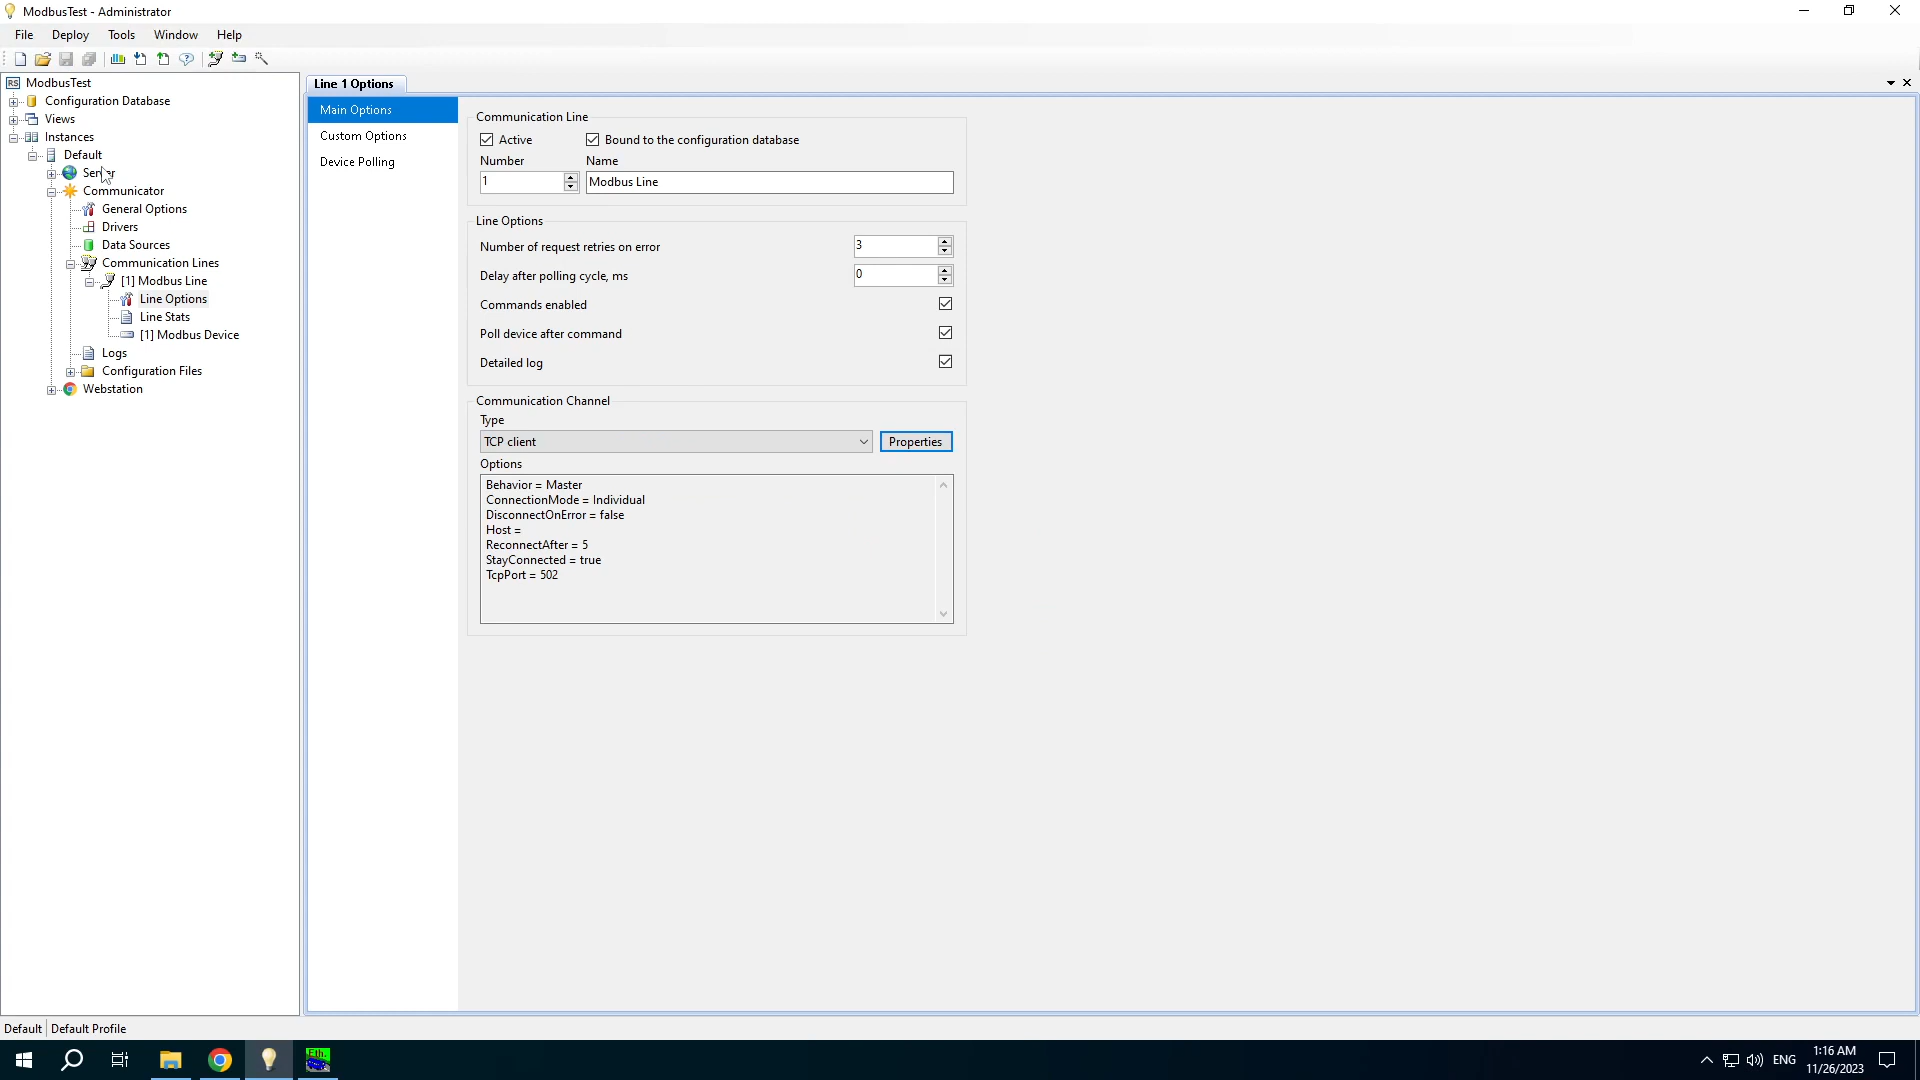 ModbusTest - Administrator
File Deploy Tools Window Help
RS ModbusTest
Configuration Database
Views
Instances
Default
Server
Communicator
General Options
Drivers
Data Sources
Communication Lines
[1] Modbus Line
Line Options
Line Stats
[1] Modbus Device
Logs
Configuration Files
Webstation
Line 1 Options
Main Options
Custom Options
Device Polling
Communication Line
Active Bound to the configuration database
Number Name
1 Modbus Line
Line Options
Number of request retries on error 3
Delay after polling cycle, ms 0
Commands enabled
Poll device after command
Detailed log
Communication Channel
Type
TCP client Properties
Options
Behavior = Master
ConnectionMode = Individual
DisconnectOnError = false
Host =
ReconnectAfter = 5
StayConnected = true
TcpPort = 502
Default Default Profile
Eth.
ENG
1:16 AM
11/26/2023